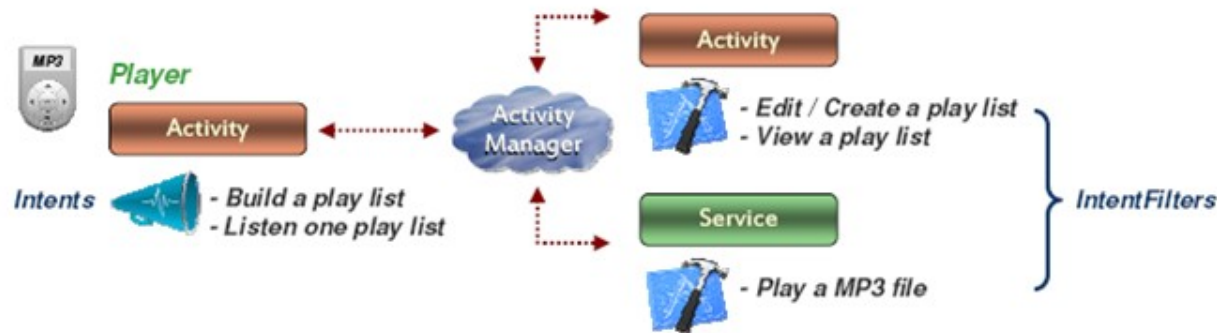 MP3
Player
Activity
Intents
- Build a play list
- Listen one play list
Activity
Manager
Activity
- Edit / Create a play list
- View a play list
Service
- Play a MP3 file
IntentFilters